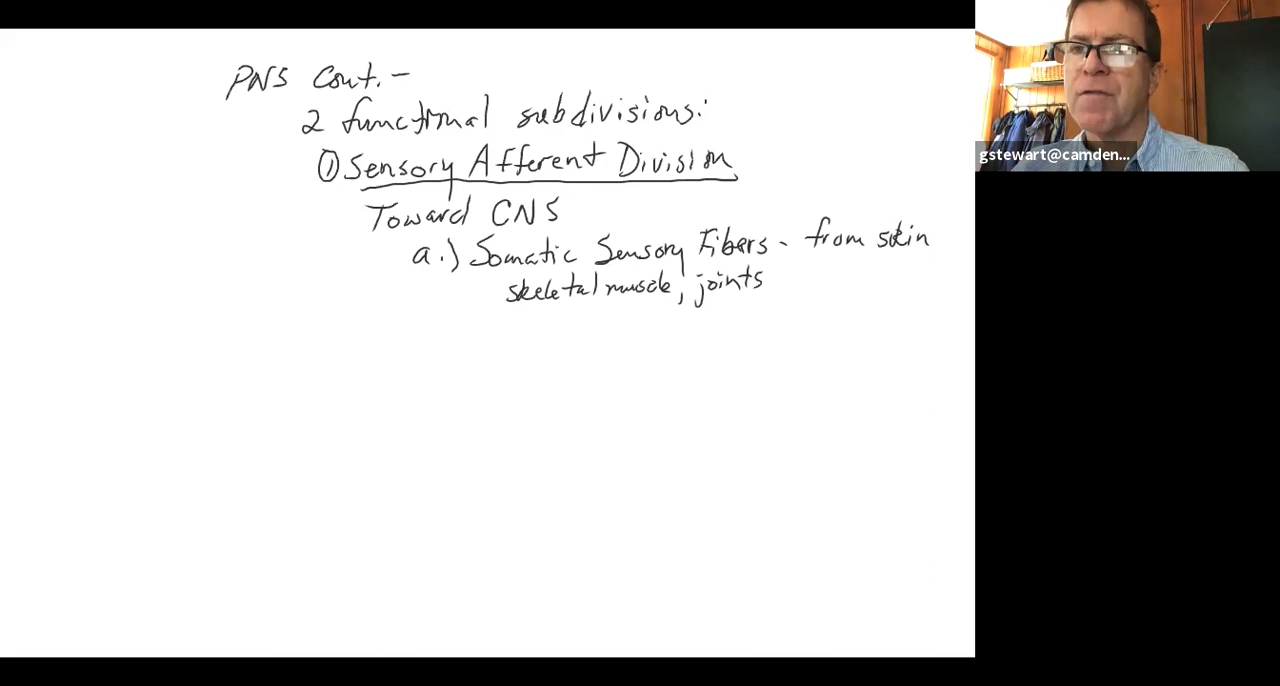 PNS Cont. -
2 functional subdivisions:
① Sensory Afferent Division
Toward CNS
a.) Somatic Sensory Fibers - from skin
skeletal muscle, joints
gstewart@camden...